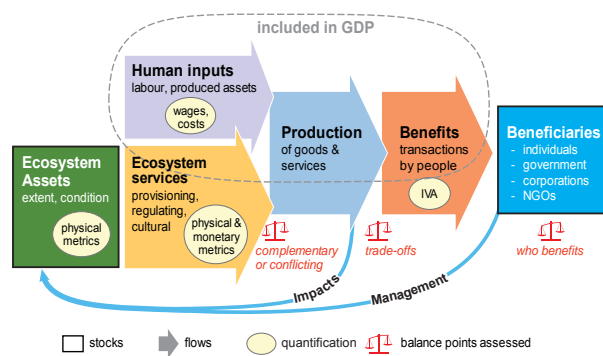 included in GDP
Human inputs
labour, produced assets
wages,
costs
Production
of goods &
services
Benefits
transactions
by people
IVA
Beneficiaries
- individuals
- government
- corporations
- NGOs
Ecosystem
Assets
extent, condition
physical
metrics
Ecosystem
services
provisioning,
regulating,
cultural
physical &
monetary
metrics
complementary
or conflicting
trade-offs
who benefits
Impacts
Management
stocks
flows
quantification
balance points assessed